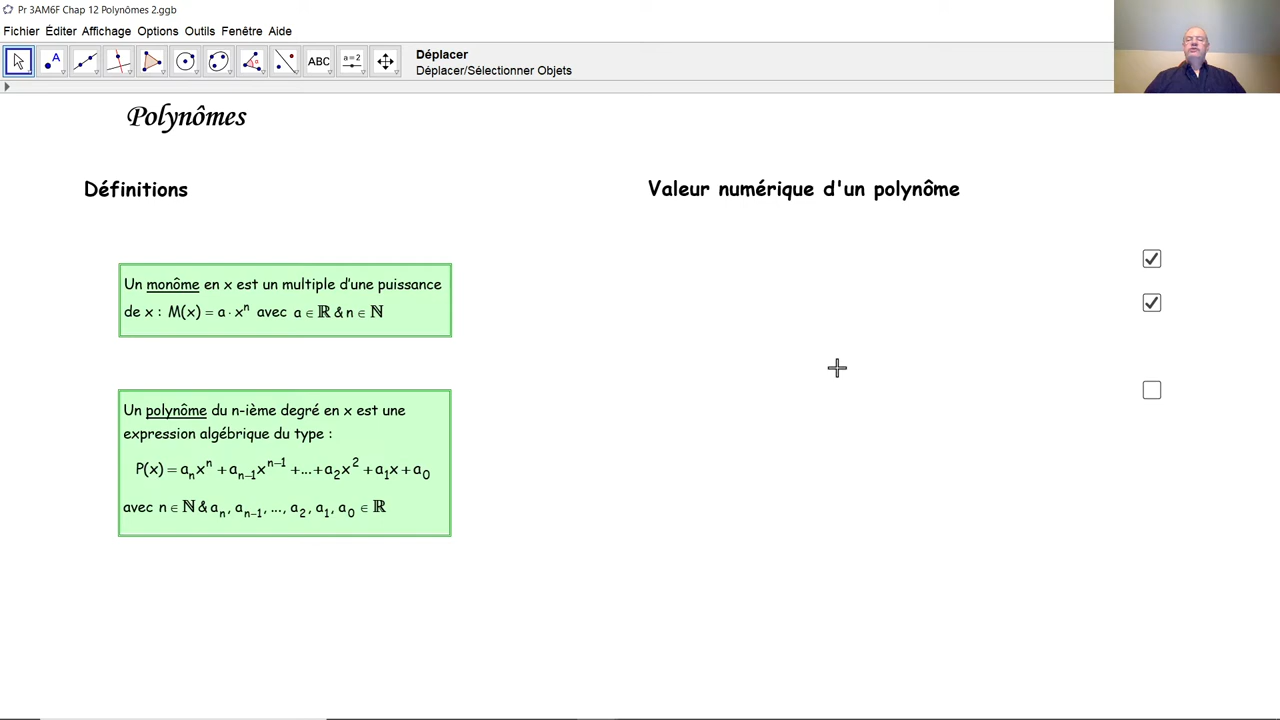 Pr 3AM6F Chap 12 Polynômes 2.ggb
Fichier Éditer Affichage Options Outils Fenêtre Aide
A ABC a=2
Déplacer
Déplacer/Sélectionner Objets
Polynômes
Définitions
Un monôme en x est un multiple d'une puissance
de x : M(x) = a · xⁿ avec a ∈ ℝ & n ∈ ℕ
Un polynôme du n-ième degré en x est une
expression algébrique du type :
P(x) = aₙxⁿ + aₙ₋₁xⁿ⁻¹ + ... + a₂x² + a₁x + a₀
avec n ∈ ℕ & aₙ, aₙ₋₁, ..., a₂, a₁, a₀ ∈ ℝ
Valeur numérique d'un polynôme